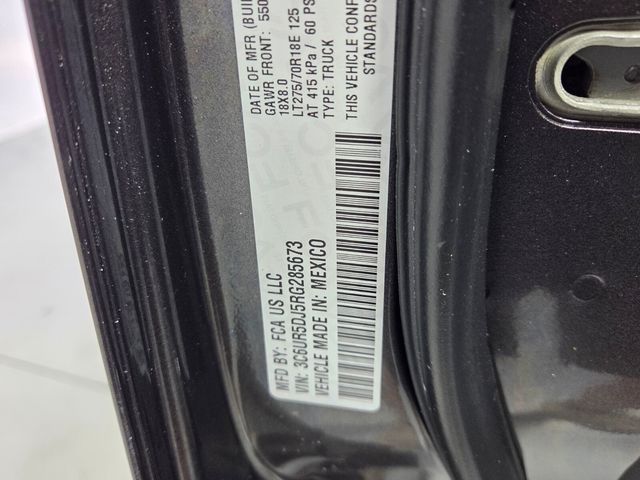 MFD BY: FCA US LLC
VIN: 3C6UR5DJ5RG285673
VEHICLE MADE IN: MEXICO
DATE OF MFR (BUI
GAWR FRONT: 550
18X8.0
LT275/70R18E 125
AT 415 kPa / 60 PS
TYPE: TRUCK
THIS VEHICLE CONF
STANDARDS